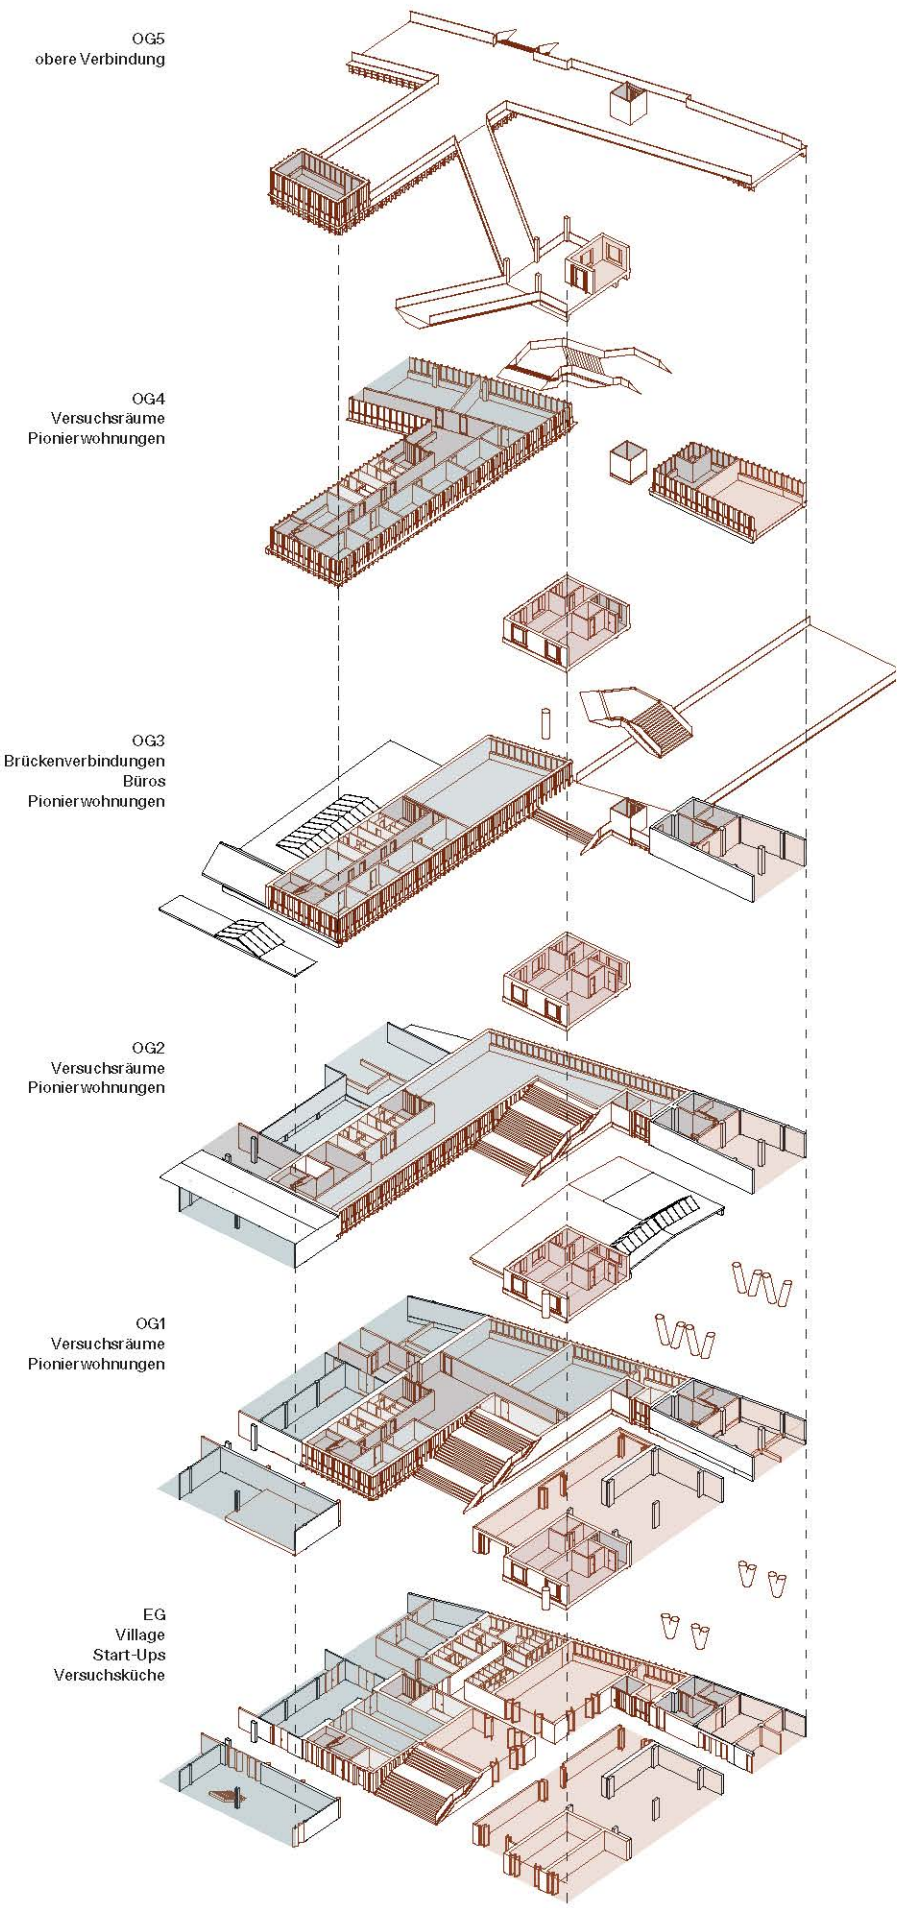 OG5
obere Verbindung
OG4
Versuchsräume
Pionierwohnungen
OG3
Brückenverbindungen
Büros
Pionierwohnungen
OG2
Versuchsräume
Pionierwohnungen
OG1
Versuchsräume
Pionierwohnungen
EG
Village
Start-Ups
Versuchsküche